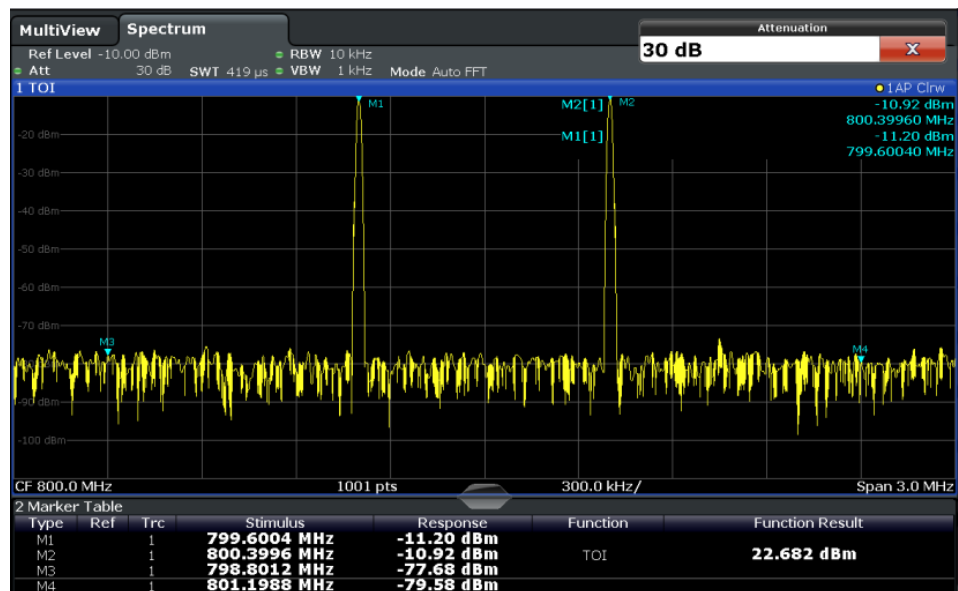 MultiView Spectrum
Attenuation
30 dB X
Ref Level -10.00 dBm RBW 10 kHz
Att 30 dB SWT 419 µs VBW 1 kHz Mode Auto FFT
1 TOI 1AP Clrw
M1 M2[1] M2 -10.92 dBm
800.39960 MHz
-20 dBm M1[1] -11.20 dBm
799.60040 MHz
-30 dBm
-40 dBm
-50 dBm
-60 dBm
-70 dBm
M3 M4
-90 dBm
-100 dBm
CF 800.0 MHz 1001 pts 300.0 kHz/ Span 3.0 MHz
2 Marker Table
Type Ref Trc Stimulus Response Function Function Result
M1 1 799.6004 MHz -11.20 dBm
M2 1 800.3996 MHz -10.92 dBm TOI 22.682 dBm
M3 1 798.8012 MHz -77.68 dBm
M4 1 801.1988 MHz -79.58 dBm